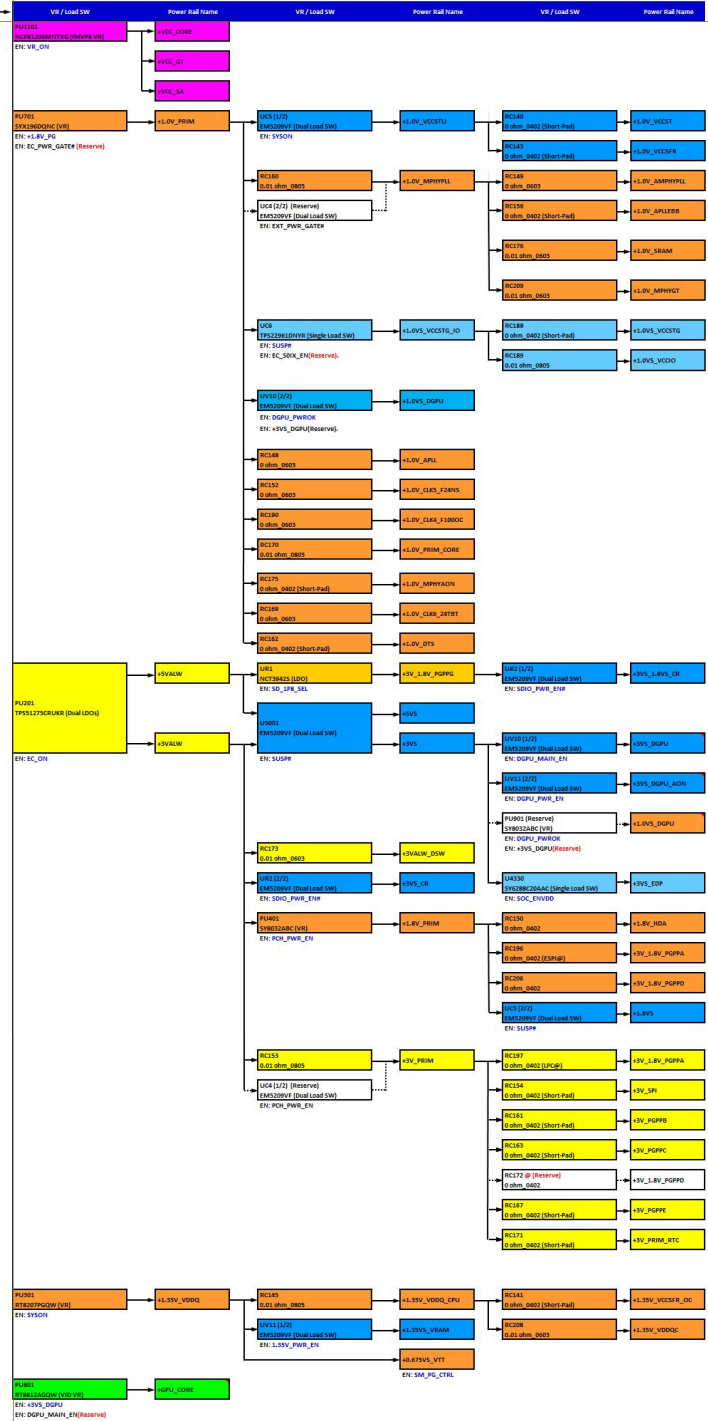 VR / Load SW Power Rail Name VR / Load SW Power Rail Name VR / Load SW Power Rail Name
PU1101
NCP81206MNTXG (IMVP8 VR)
EN: VR_ON
+VCC_CORE
+VCC_GT
+VCC_SA
PU701
SYX196DQNC (VR)
EN: +1.8V_PG
EN: EC_PWR_GATE# (Reserve)
+1.0V_PRIM
UC5 (1/2)
EM5209VF (Dual Load SW)
EN: SYSON
+1.0V_VCCSTU
RC140
0 ohm_0402 (Short-Pad)
+1.0V_VCCST
RC143
0 ohm_0402 (Short-Pad)
+1.0V_VCCSFR
RC160
0.01 ohm_0805
UC4 (2/2) (Reserve)
EM5209VF (Dual Load SW)
EN: EXT_PWR_GATE#
+1.0V_MPHYPLL
RC149
0 ohm_0603
+1.0V_AMPHYPLL
RC156
0 ohm_0402 (Short-Pad)
+1.0V_APLLEBB
RC176
0.01 ohm_0603
+1.0V_SRAM
RC209
0.01 ohm_0603
+1.0V_MPHYGT
UC6
TPS22961DNYR (Single Load SW)
EN: SUSP#
EN: EC_S0IX_EN(Reserve).
+1.0VS_VCCSTG_IO
RC188
0 ohm_0402 (Short-Pad)
+1.0VS_VCCSTG
RC189
0.01 ohm_0805
+1.0VS_VCCIO
UV10 (2/2)
EM5209VF (Dual Load SW)
EN: DGPU_PWROK
EN: +3VS_DGPU(Reserve).
+1.0VS_DGPU
RC148
0 ohm_0603
+1.0V_APLL
RC152
0 ohm_0603
+1.0V_CLK5_F24NS
RC190
0 ohm_0603
+1.0V_CLK4_F100OC
RC170
0.01 ohm_0805
+1.0V_PRIM_CORE
RC175
0 ohm_0402 (Short-Pad)
+1.0V_MPHYAON
RC169
0 ohm_0603
+1.0V_CLK6_24TBT
RC162
0 ohm_0402 (Short-Pad)
+1.0V_DTS
PU201
TPS51275CRUKR (Dual LDOs)
EN: EC_ON
+5VALW
+3VALW
UR1
NCT3942S (LDO)
EN: SD_1P8_SEL
+3V_1.8V_PGPPG
UR2 (1/2)
EM5209VF (Dual Load SW)
EN: SDIO_PWR_EN#
+3VS_1.8VS_CR
U5001
EM5209VF (Dual Load SW)
EN: SUSP#
+5VS
+3VS
UV10 (1/2)
EM5209VF (Dual Load SW)
EN: DGPU_MAIN_EN
+3VS_DGPU
UV11 (2/2)
EM5209VF (Dual Load SW)
EN: DGPU_PWR_EN
+3VS_DGPU_AON
PU901 (Reserve)
SY8032ABC (VR)
EN: DGPU_PWROK
EN: +3VS_DGPU(Reserve)
+1.0VS_DGPU
RC173
0.01 ohm_0603
+3VALW_DSW
UR2 (2/2)
EM5209VF (Dual Load SW)
EN: SDIO_PWR_EN#
+3VS_CR
U4330
SY6288C20AAC (Single Load SW)
EN: SOC_ENVDD
+3VS_EDP
PU401
SY8032ABC (VR)
EN: PCH_PWR_EN
+1.8V_PRIM
RC150
0 ohm_0402
+1.8V_HDA
RC196
0 ohm_0402 (ESPI@)
+3V_1.8V_PGPPA
RC206
0 ohm_0402
+3V_1.8V_PGPPD
UC5 (2/2)
EM5209VF (Dual Load SW)
EN: SUSP#
+1.8VS
RC153
0.01 ohm_0805
UC4 (1/2) (Reserve)
EM5209VF (Dual Load SW)
EN: PCH_PWR_EN
+3V_PRIM
RC197
0 ohm_0402 (LPC@)
+3V_1.8V_PGPPA
RC154
0 ohm_0402 (Short-Pad)
+3V_SPI
RC161
0 ohm_0402 (Short-Pad)
+3V_PGPPB
RC163
0 ohm_0402 (Short-Pad)
+3V_PGPPC
RC172 @ (Reserve)
0 ohm_0402
+3V_1.8V_PGPPD
RC167
0 ohm_0402 (Short-Pad)
+3V_PGPPE
RC171
0 ohm_0402 (Short-Pad)
+3V_PRIM_RTC
PU501
RT8207PGQW (VR)
EN: SYSON
+1.35V_VDDQ
RC145
0.01 ohm_0805
+1.35V_VDDQ_CPU
RC141
0 ohm_0402 (Short-Pad)
+1.35V_VCCSFR_OC
UV11 (1/2)
EM5209VF (Dual Load SW)
EN: 1.35V_PWR_EN
+1.35VS_VRAM
RC208
0.01 ohm_0603
+1.35V_VDDQC
+0.675VS_VTT
EN: SM_PG_CTRL
PU801
RT8812AGQW (VID VR)
EN: +3VS_DGPU
EN: DGPU_MAIN_EN(Reserve)
+GPU_CORE